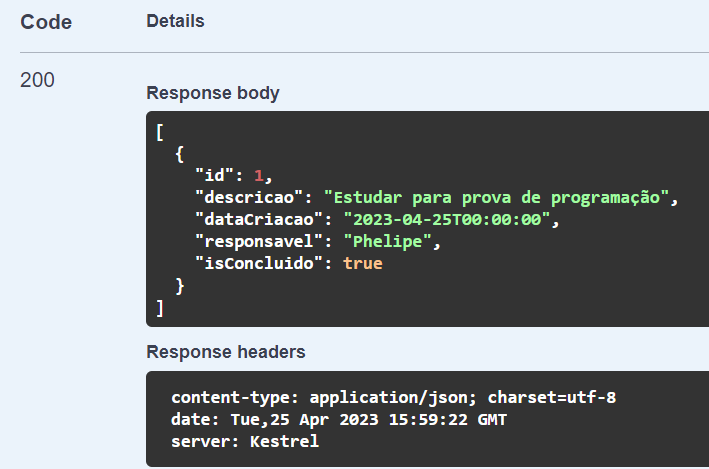 Code Details
200
Response body
[
  {
    "id": 1,
    "descricao": "Estudar para prova de programação",
    "dataCriacao": "2023-04-25T00:00:00",
    "responsavel": "Phelipe",
    "isConcluido": true
  }
]
Response headers
content-type: application/json; charset=utf-8
date: Tue,25 Apr 2023 15:59:22 GMT
server: Kestrel